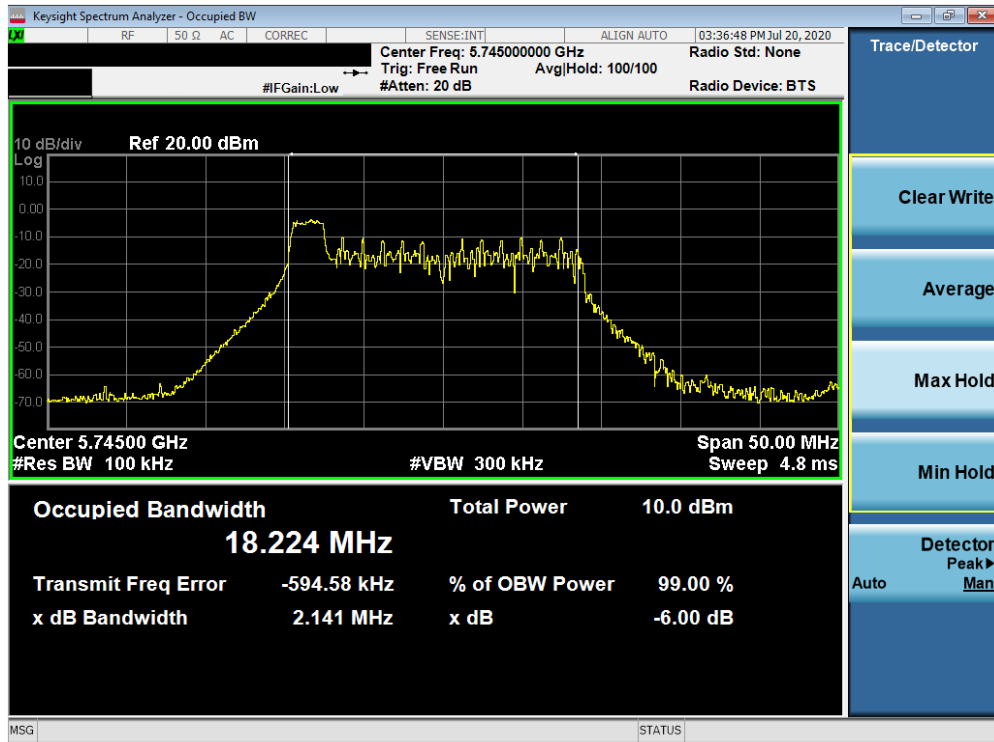 Keysight Spectrum Analyzer - Occupied BW
LXI RF 50 Ω AC CORREC SENSE:INT ALIGN AUTO 03:36:48 PM Jul 20, 2020
Center Freq: 5.745000000 GHz Radio Std: None
Trig: Free Run Avg|Hold: 100/100
#IFGain:Low #Atten: 20 dB Radio Device: BTS
10 dB/div Ref 20.00 dBm
Log
10.0
0.00
-10.0
-20.0
-30.0
-40.0
-50.0
-60.0
-70.0
Center 5.74500 GHz Span 50.00 MHz
#Res BW 100 kHz #VBW 300 kHz Sweep 4.8 ms
Occupied Bandwidth Total Power 10.0 dBm
18.224 MHz
Transmit Freq Error -594.58 kHz % of OBW Power 99.00 %
x dB Bandwidth 2.141 MHz x dB -6.00 dB
MSG STATUS
Trace/Detector
Clear Write
Average
Max Hold
Min Hold
Detector
Peak▶
Auto Man